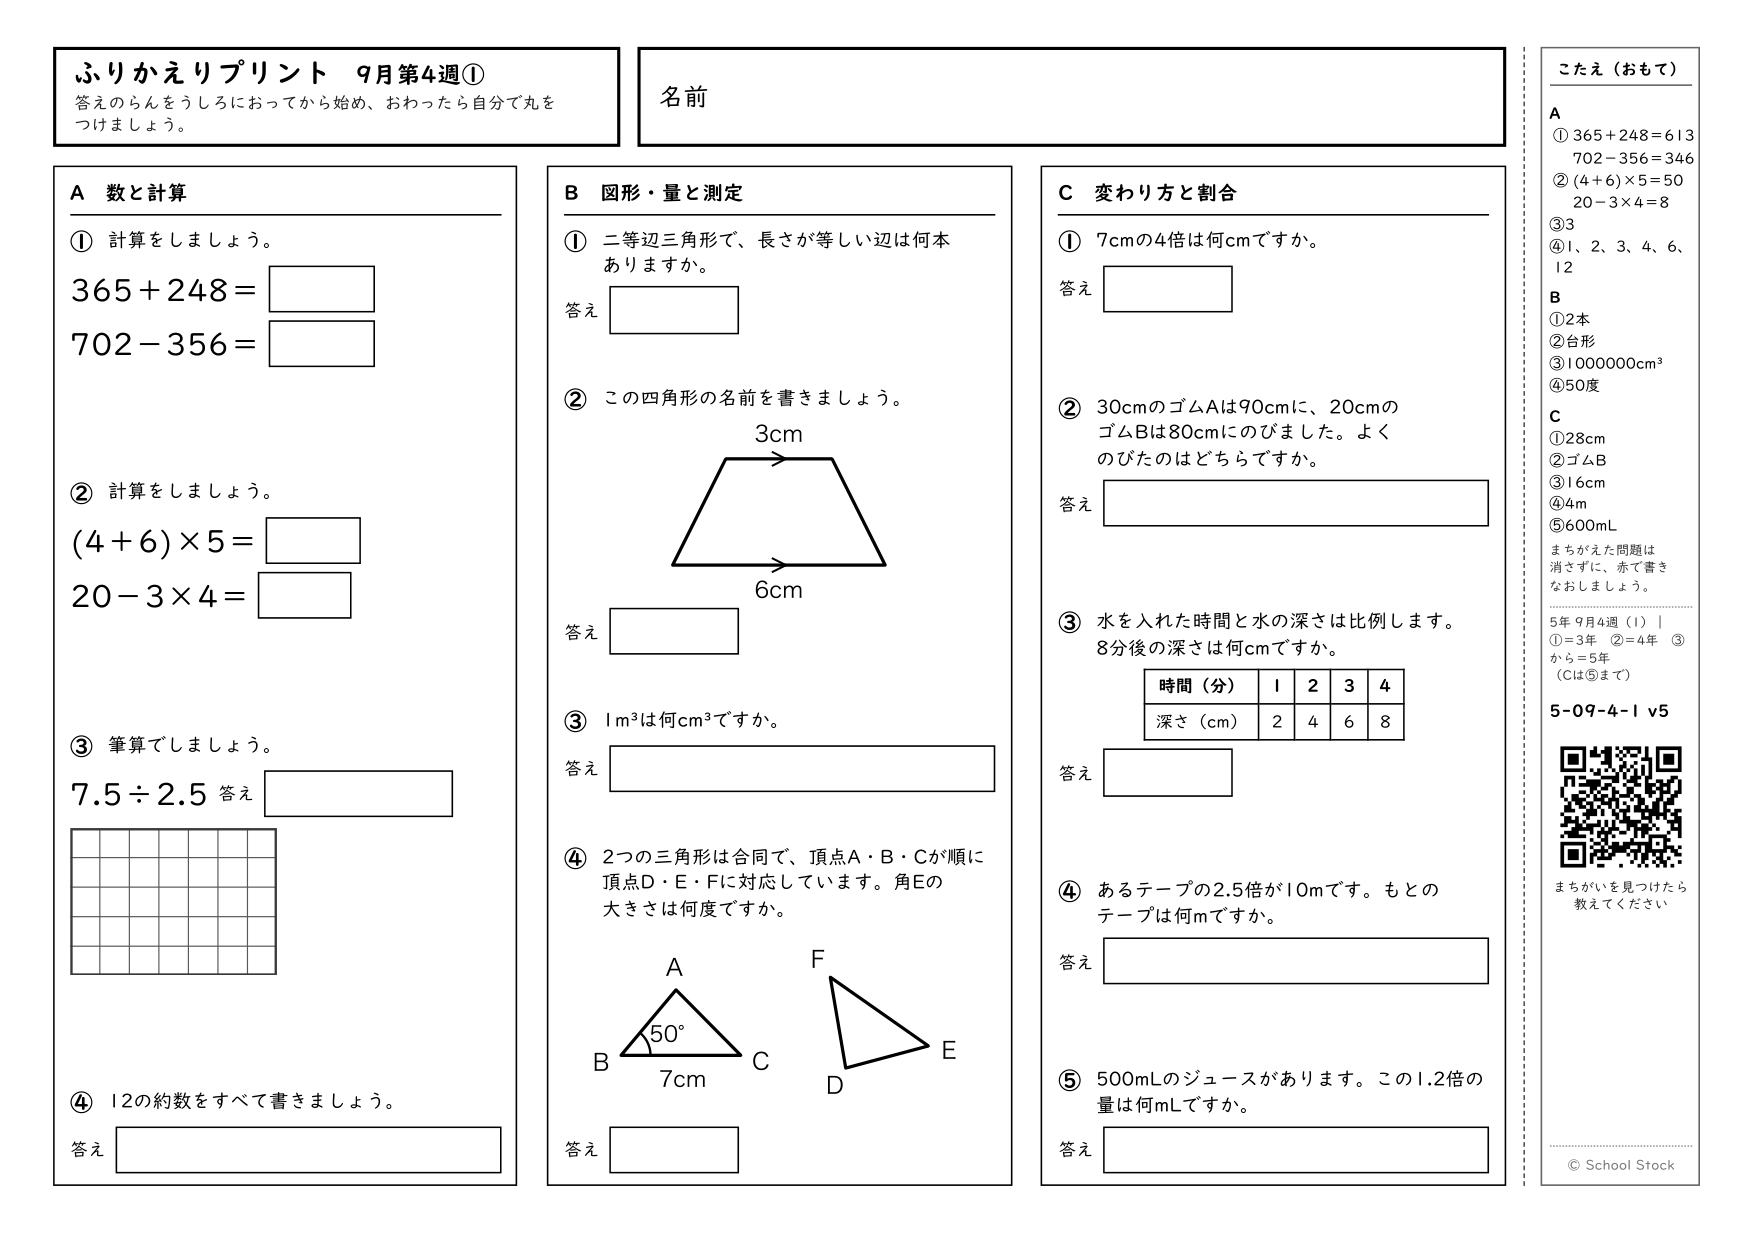 ふりかえりプリント　9月第4週①
答えのらんをうしろにおってから始め、おわったら自分で丸を
つけましょう。
名前
A　数と計算
① 計算をしましょう。
365＋248＝
702－356＝
② 計算をしましょう。
(4＋6)×5＝
20－3×4＝
③ 筆算でしましょう。
7.5÷2.5 答え
④ 12の約数をすべて書きましょう。
答え
B　図形・量と測定
① 二等辺三角形で、長さが等しい辺は何本
ありますか。
答え
② この四角形の名前を書きましょう。
3cm
6cm
答え
③ 1m³は何cm³ですか。
答え
④ 2つの三角形は合同で、頂点A・B・Cが順に
頂点D・E・Fに対応しています。角Eの
大きさは何度ですか。
A
50°
B
C
7cm
F
E
D
答え
C　変わり方と割合
① 7cmの4倍は何cmですか。
答え
② 30cmのゴムAは90cmに、20cmの
ゴムBは80cmにのびました。よく
のびたのはどちらですか。
答え
③ 水を入れた時間と水の深さは比例します。
8分後の深さは何cmですか。
時間（分） 1 2 3 4
深さ（cm） 2 4 6 8
答え
④ あるテープの2.5倍が10mです。もとの
テープは何mですか。
答え
⑤ 500mLのジュースがあります。この1.2倍の
量は何mLですか。
答え
こたえ（おもて）
A
① 365＋248＝613
702－356＝346
② (4＋6)×5＝50
20－3×4＝8
③3
④1、2、3、4、6、
12
B
①2本
②台形
③1000000cm³
④50度
C
①28cm
②ゴムB
③16cm
④4m
⑤600mL
まちがえた問題は
消さずに、赤で書き
なおしましょう。
5年 9月4週（1）｜
①＝3年　②＝4年　③
から＝5年
（Cは⑤まで）
5-09-4-1 v5
まちがいを見つけたら
教えてください
© School Stock